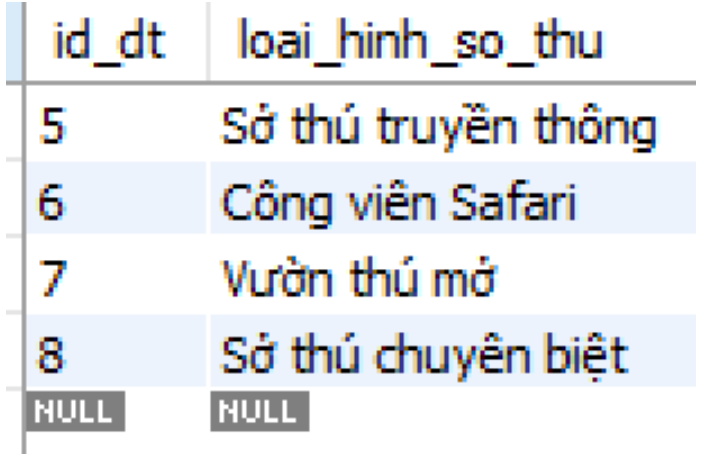 id_dt loai_hinh_so_thu
5 Sở thú truyền thông
6 Công viên Safari
7 Vườn thú mở
8 Sở thú chuyên biệt
NULL NULL